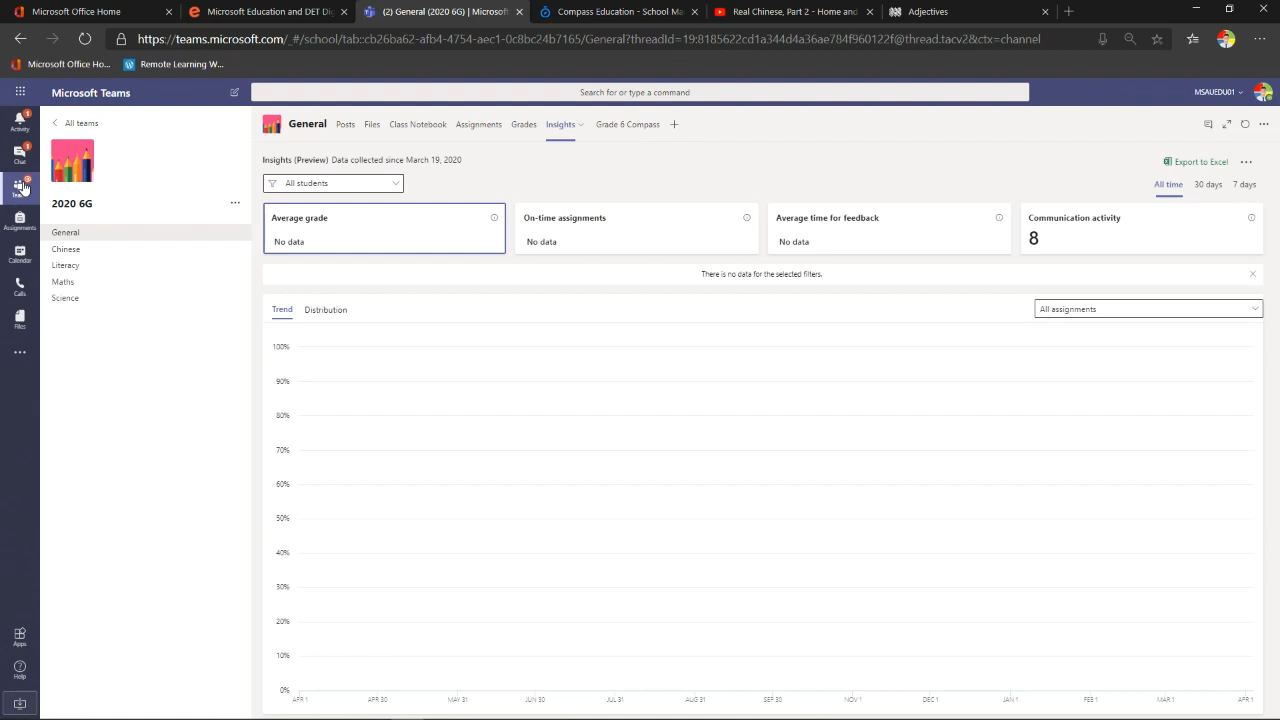 Microsoft Office Home
Microsoft Education and DET Dig
(2) General (2020 6G) | Microsoft
Compass Education - School Ma
Real Chinese, Part 2 - Home and
Adjectives
https://teams.microsoft.com/_#/school/tab::cb26ba62-afb4-4754-aec1-0c8bc24b7165/General?threadId=19:8185622cd1a344d4a36ae784f960122f@thread.tacv2&ctx=channel
Microsoft Office Ho...
Remote Learning W...
Microsoft Teams
Search for or type a command
MSAUEDU01
Activity
Chat
Assignments
Calendar
Calls
Files
Apps
Help
All teams
2020 6G
General
Chinese
Literacy
Maths
Science
General
Posts
Files
Class Notebook
Assignments
Grades
Insights
Grade 6 Compass
Insights (Preview) Data collected since March 19, 2020
Export to Excel
All students
All time
30 days
7 days
Average grade
No data
On-time assignments
No data
Average time for feedback
No data
Communication activity
8
There is no data for the selected filters.
Trend
Distribution
All assignments
100%
90%
80%
70%
60%
50%
40%
30%
20%
10%
0%
APR 1
APR 30
MAY 31
JUN 30
JUL 31
AUG 31
SEP 30
NOV 1
DEC 1
JAN 1
FEB 1
MAR 1
APR 1